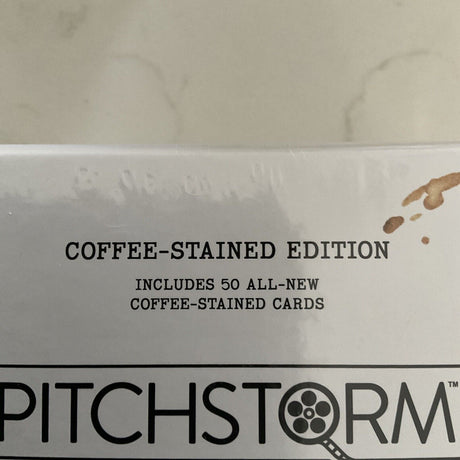 COFFEE-STAINED EDITION
INCLUDES 50 ALL-NEW
COFFEE-STAINED CARDS
PITCHSTORM™